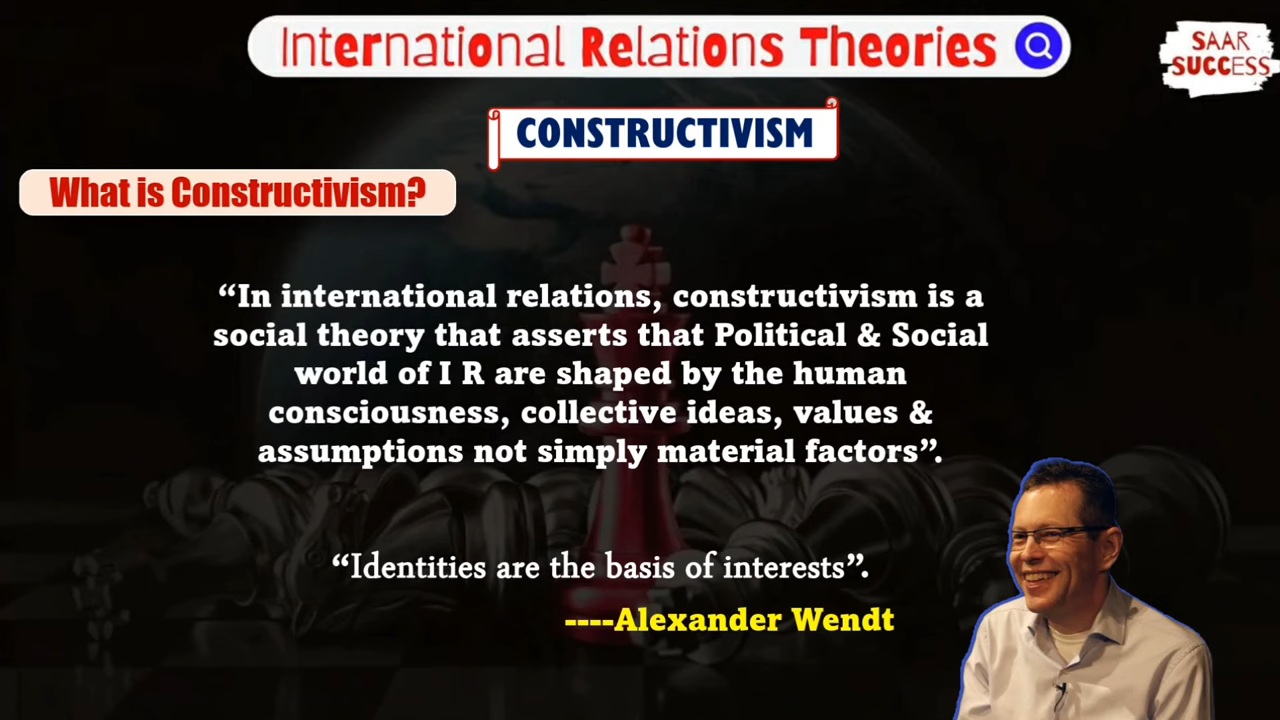 International Relations Theories
SAAR
SUCCESS
CONSTRUCTIVISM
What is Constructivism?
“In international relations, constructivism is a
social theory that asserts that Political & Social
world of I R are shaped by the human
consciousness, collective ideas, values &
assumptions not simply material factors”.
“Identities are the basis of interests”.
----Alexander Wendt